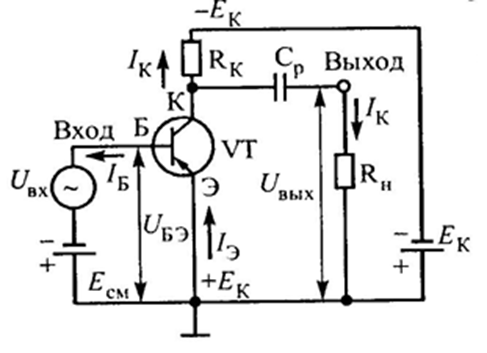 −Eк
Iк
Rк
Cр
Выход
К
Iк
Вход
Б
VT
Uвх
~
Iб
Э
Uвых
Rн
UБЭ
Iэ
−
Eк
+
−
+
Eсм
+Eк